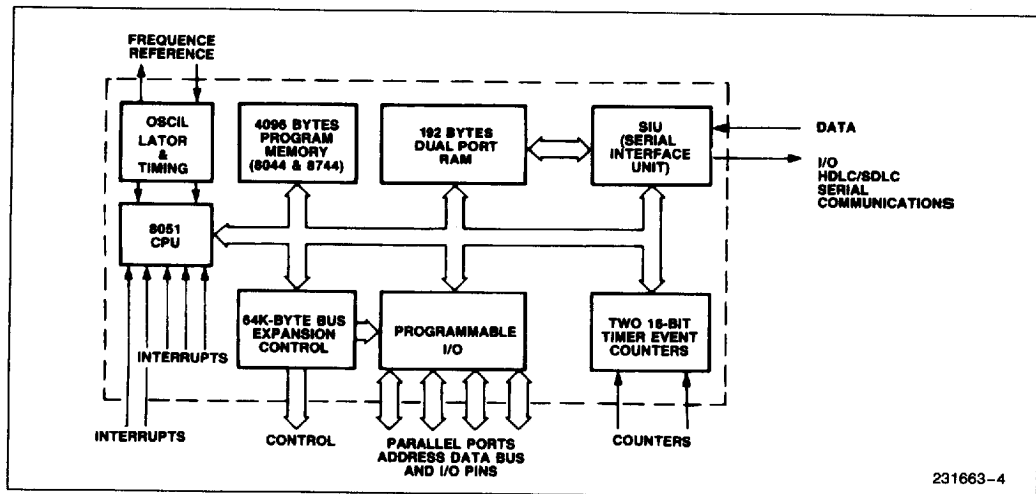 FREQUENCE
REFERENCE
OSCIL
LATOR
&
TIMING
4096 BYTES
PROGRAM
MEMORY
(8044 & 8744)
192 BYTES
DUAL PORT
RAM
SIU
(SERIAL
INTERFACE
UNIT)
DATA
I/O
HDLC/SDLC
SERIAL
COMMUNICATIONS
8051
CPU
64K-BYTE BUS
EXPANSION
CONTROL
PROGRAMMABLE
I/O
TWO 16-BIT
TIMER EVENT
COUNTERS
INTERRUPTS
INTERRUPTS
CONTROL
PARALLEL PORTS
ADDRESS DATA BUS
AND I/O PINS
COUNTERS
231663-4